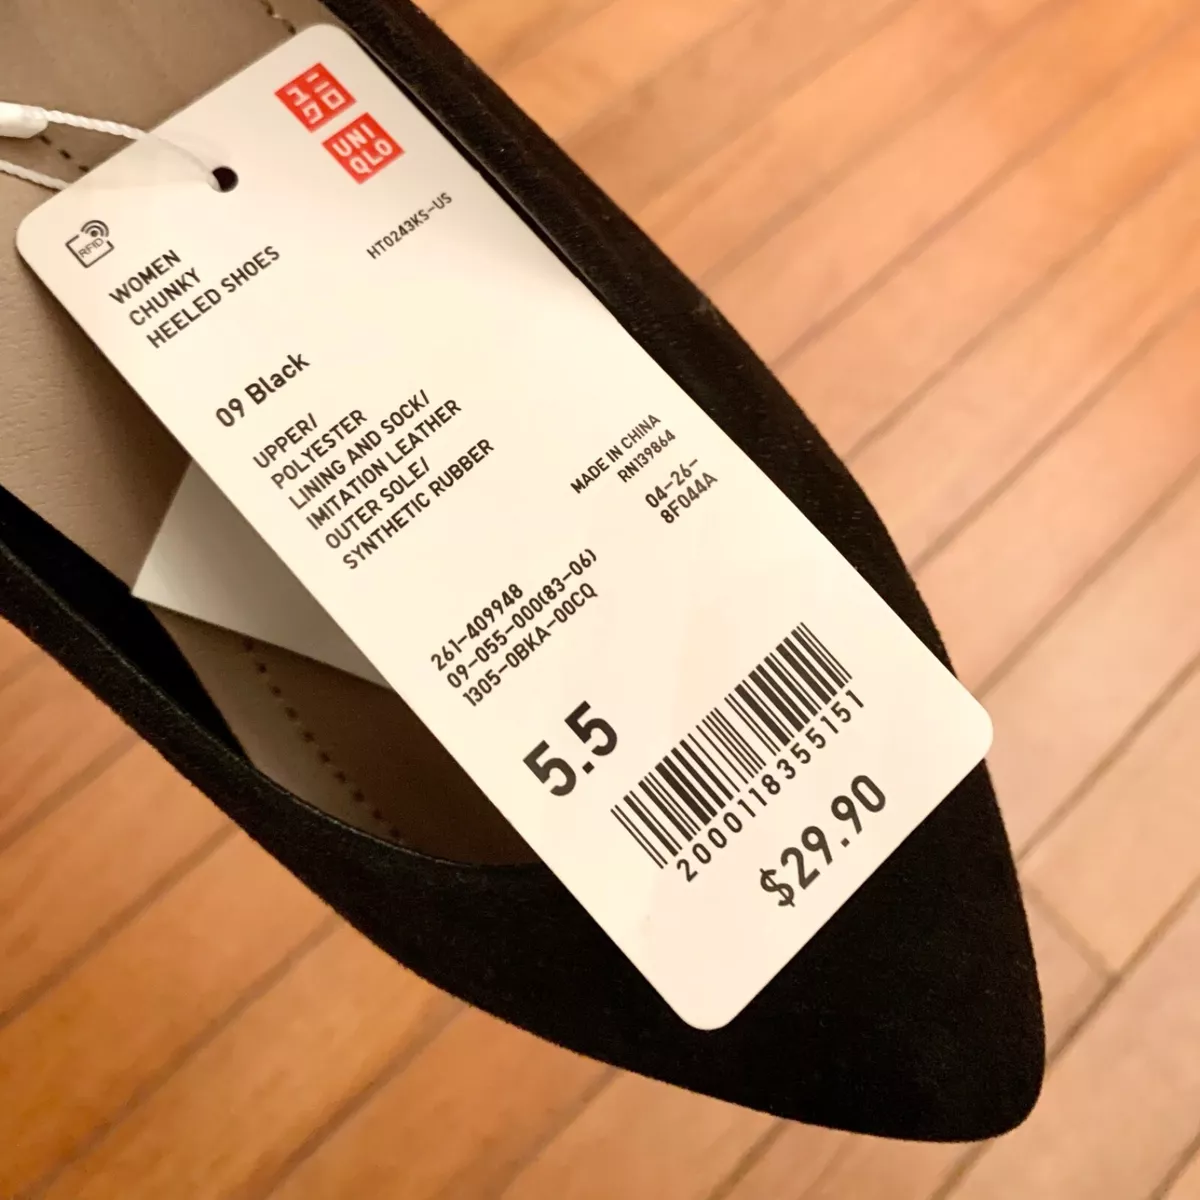 ユニ
クロ
UNI
QLO
RFID
HT0243KS-US
WOMEN
CHUNKY
HEELED SHOES
09 Black
UPPER/
POLYESTER
LINING AND SOCK/
IMITATION LEATHER
OUTER SOLE/
SYNTHETIC RUBBER
MADE IN CHINA
RN139864
04-26-
8F044A
261-409948
09-055-000(83-06)
1305-0BKA-00CQ
5.5
2000118355151
$29.90